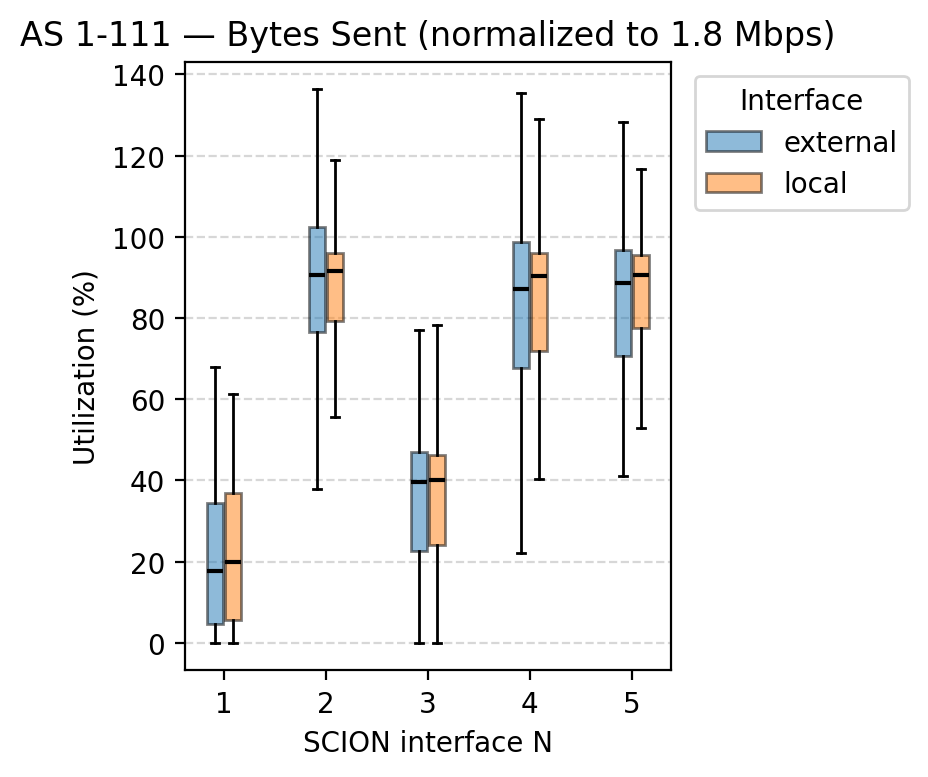 AS 1-111 — Bytes Sent (normalized to 1.8 Mbps)
140
120
100
80
60
40
20
0
Utilization (%)
1 2 3 4 5
SCION interface N
Interface
external
local